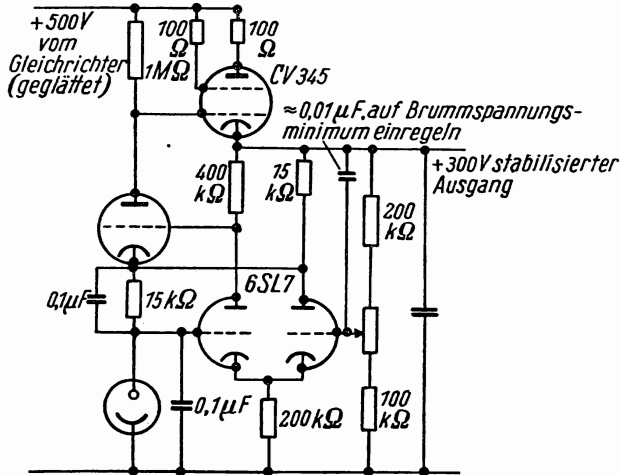 +500V
vom
Gleichrichter
(geglättet)
100
Ω
100
Ω
1MΩ
CV345
≈0,01μF, auf Brummspannungs-
minimum einregeln
+300V stabilisierter
Ausgang
400
kΩ
15
kΩ
200
kΩ
0,1μF
15kΩ
6SL7
0,1μF
200kΩ
100
kΩ